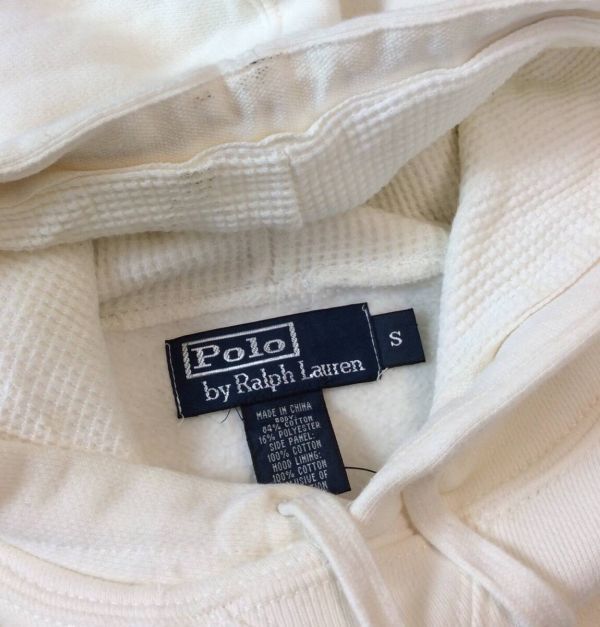 Polo
by Ralph Lauren
S
MADE IN CHINA
BODY:
84% COTTON
16% POLYESTER
SIDE PANEL:
100% COTTON
HOOD LINING:
100% COTTON